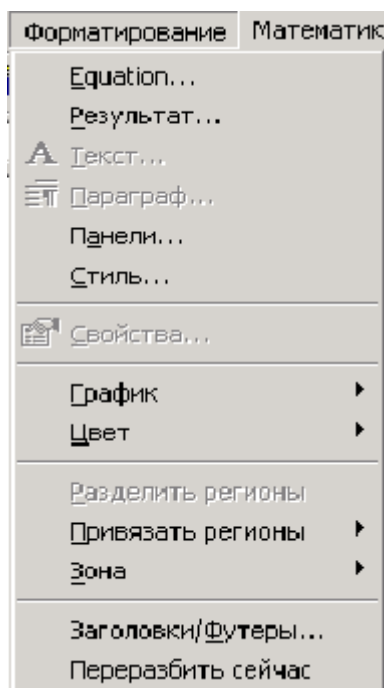 Форматирование Математик
Equation...
Результат...
Текст...
Параграф...
Панели...
Стиль...
Свойства...
График
Цвет
Разделить регионы
Привязать регионы
Зона
Заголовки/Футеры...
Переразбить сейчас